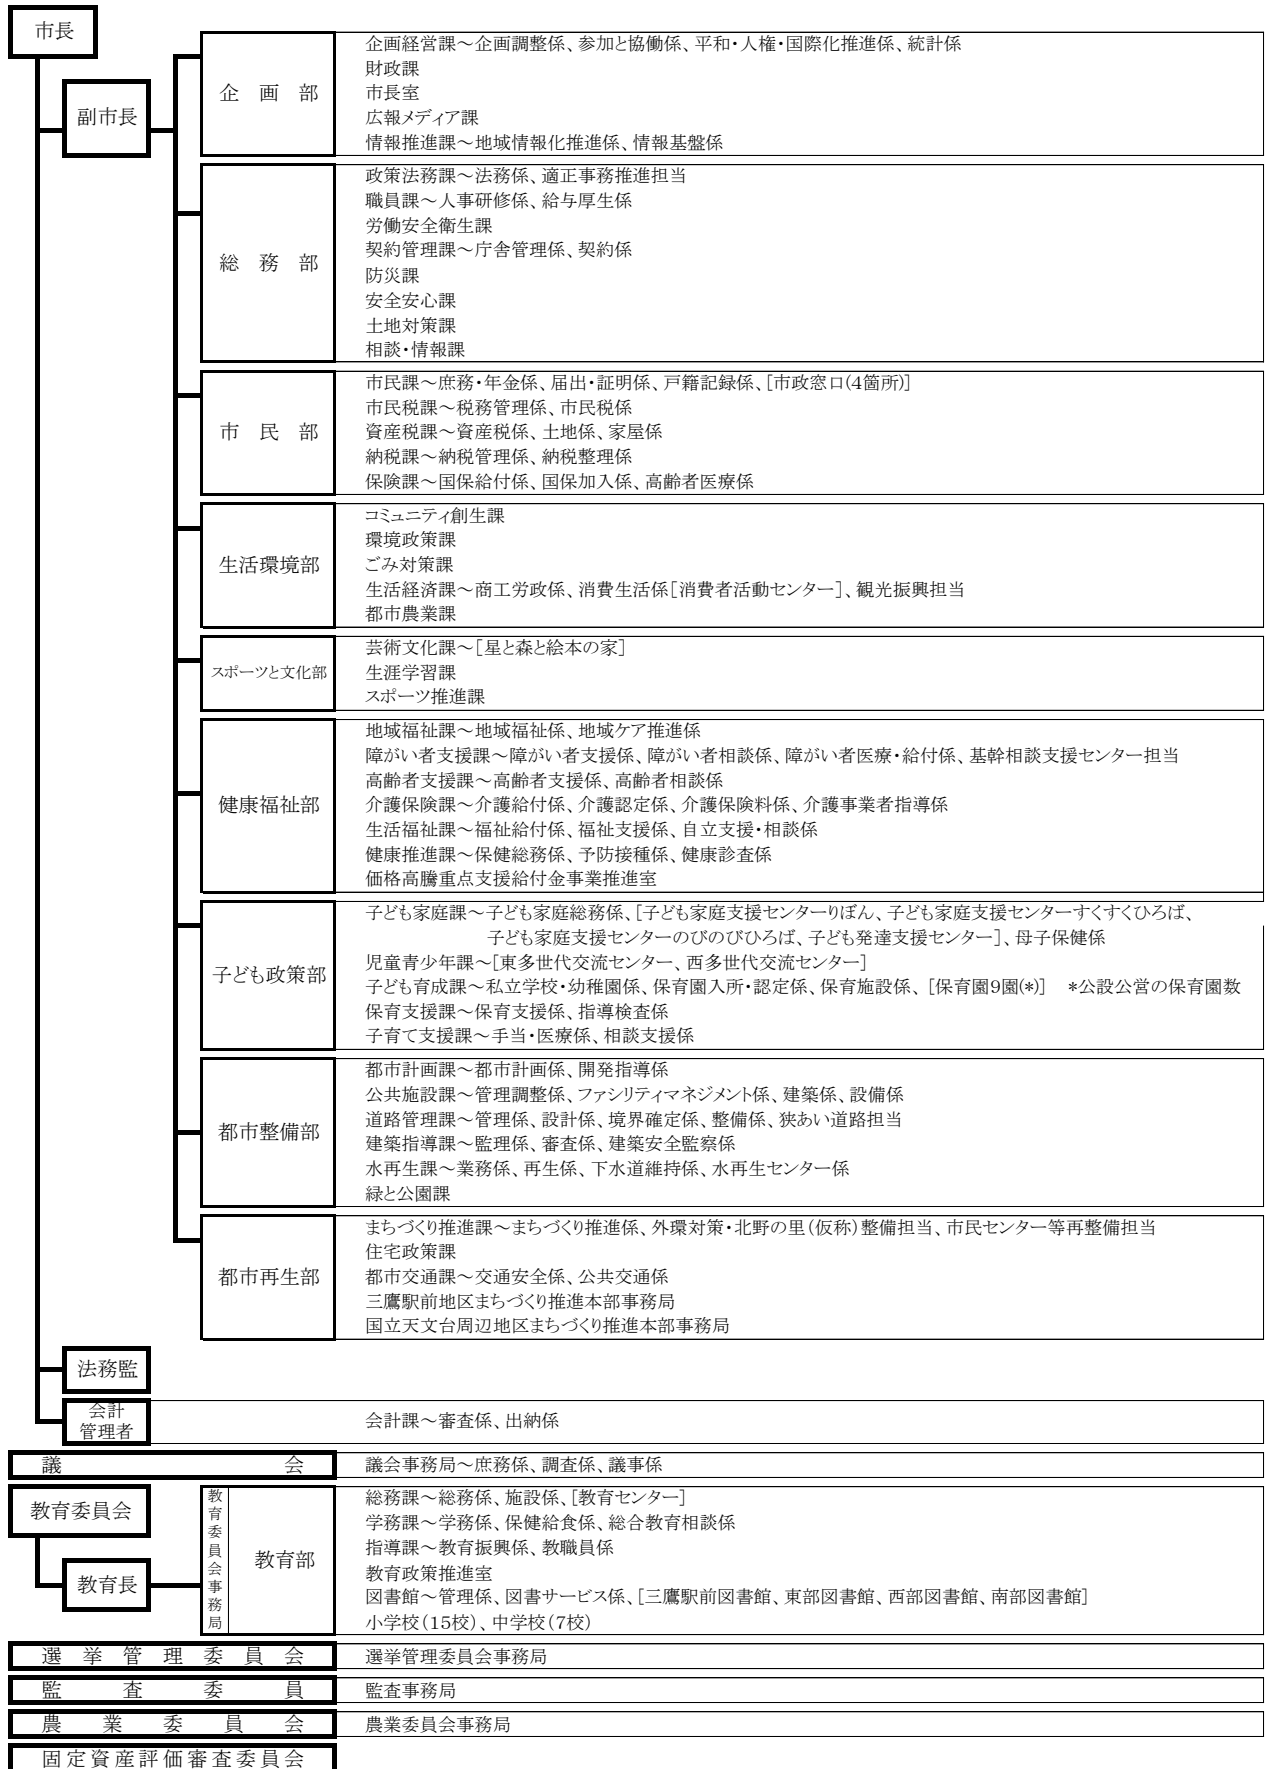 市長
副市長
企画部
企画経営課～企画調整係、参加と協働係、平和・人権・国際化推進係、統計係
財政課
市長室
広報メディア課
情報推進課～地域情報化推進係、情報基盤係
総務部
政策法務課～法務係、適正事務推進担当
職員課～人事研修係、給与厚生係
労働安全衛生課
契約管理課～庁舎管理係、契約係
防災課
安全安心課
土地対策課
相談・情報課
市民部
市民課～庶務・年金係、届出・証明係、戸籍記録係、[市政窓口(4箇所)]
市民税課～税務管理係、市民税係
資産税課～資産税係、土地係、家屋係
納税課～納税管理係、納税整理係
保険課～国保給付係、国保加入係、高齢者医療係
生活環境部
コミュニティ創生課
環境政策課
ごみ対策課
生活経済課～商工労政係、消費生活係[消費者活動センター]、観光振興担当
都市農業課
スポーツと文化部
芸術文化課～[星と森と絵本の家]
生涯学習課
スポーツ推進課
健康福祉部
地域福祉課～地域福祉係、地域ケア推進係
障がい者支援課～障がい者支援係、障がい者相談係、障がい者医療・給付係、基幹相談支援センター担当
高齢者支援課～高齢者支援係、高齢者相談係
介護保険課～介護給付係、介護認定係、介護保険料係、介護事業者指導係
生活福祉課～福祉給付係、福祉支援係、自立支援・相談係
健康推進課～保健総務係、予防接種係、健康診査係
価格高騰重点支援給付金事業推進室
子ども政策部
子ども家庭課～子ども家庭総務係、[子ども家庭支援センターりぼん、子ども家庭支援センターすくすくひろば、
子ども家庭支援センターのびのびひろば、子ども発達支援センター]、母子保健係
児童青少年課～[東多世代交流センター、西多世代交流センター]
子ども育成課～私立学校・幼稚園係、保育園入所・認定係、保育施設係、[保育園9園(*)]　*公設公営の保育園数
保育支援課～保育支援係、指導検査係
子育て支援課～手当・医療係、相談支援係
都市整備部
都市計画課～都市計画係、開発指導係
公共施設課～管理調整係、ファシリティマネジメント係、建築係、設備係
道路管理課～管理係、設計係、境界確定係、整備係、狭あい道路担当
建築指導課～監理係、審査係、建築安全監察係
水再生課～業務係、再生係、下水道維持係、水再生センター係
緑と公園課
都市再生部
まちづくり推進課～まちづくり推進係、外環対策・北野の里(仮称)整備担当、市民センター等再整備担当
住宅政策課
都市交通課～交通安全係、公共交通係
三鷹駅前地区まちづくり推進本部事務局
国立天文台周辺地区まちづくり推進本部事務局
法務監
会計
管理者
会計課～審査係、出納係
議会
議会事務局～庶務係、調査係、議事係
教育委員会
教育長
教育委員会事務局
教育部
総務課～総務係、施設係、[教育センター]
学務課～学務係、保健給食係、総合教育相談係
指導課～教育振興係、教職員係
教育政策推進室
図書館～管理係、図書サービス係、[三鷹駅前図書館、東部図書館、西部図書館、南部図書館]
小学校(15校)、中学校(7校)
選挙管理委員会
選挙管理委員会事務局
監査委員
監査事務局
農業委員会
農業委員会事務局
固定資産評価審査委員会